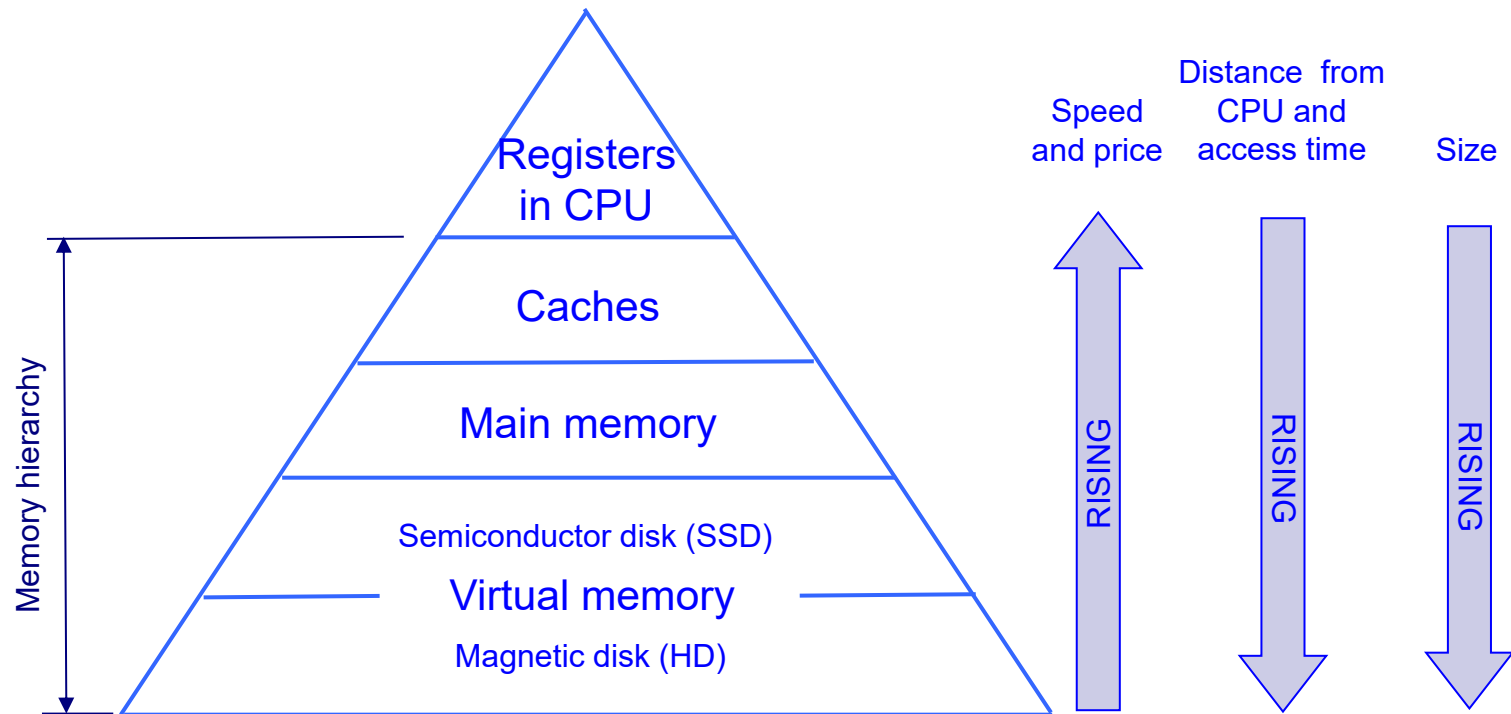 Distance from
Speed
CPU and
and price
access time
Size
Registers
in CPU
Caches
Memory hierarchy
Main memory
RISING
RISING
RISING
Semiconductor disk (SSD)
Virtual memory
Magnetic disk (HD)